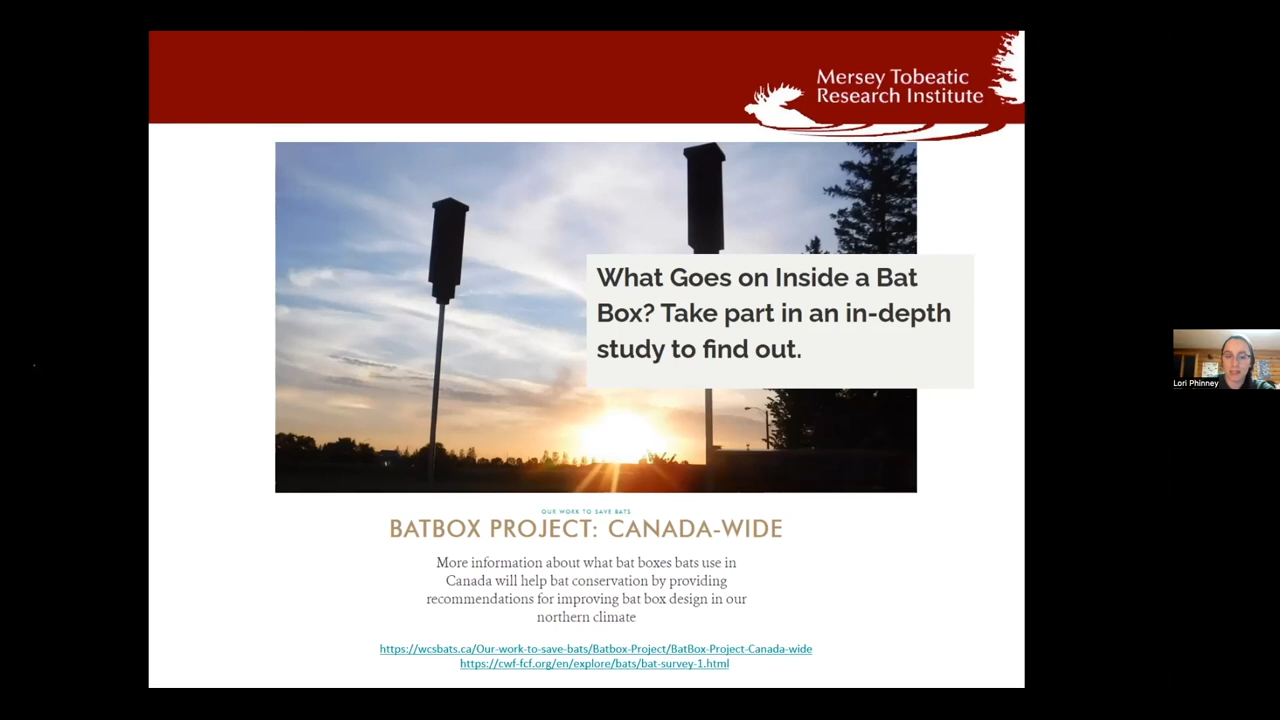 Mersey Tobeatic
Research Institute
What Goes on Inside a Bat
Box? Take part in an in-depth
study to find out.
OUR WORK TO SAVE BATS
BATBOX PROJECT: CANADA-WIDE
More information about what bat boxes bats use in
Canada will help bat conservation by providing
recommendations for improving bat box design in our
northern climate
https://wcsbats.ca/Our-work-to-save-bats/Batbox-Project/BatBox-Project-Canada-wide
https://cwf-fcf.org/en/explore/bats/bat-survey-1.html
Lori Phinney